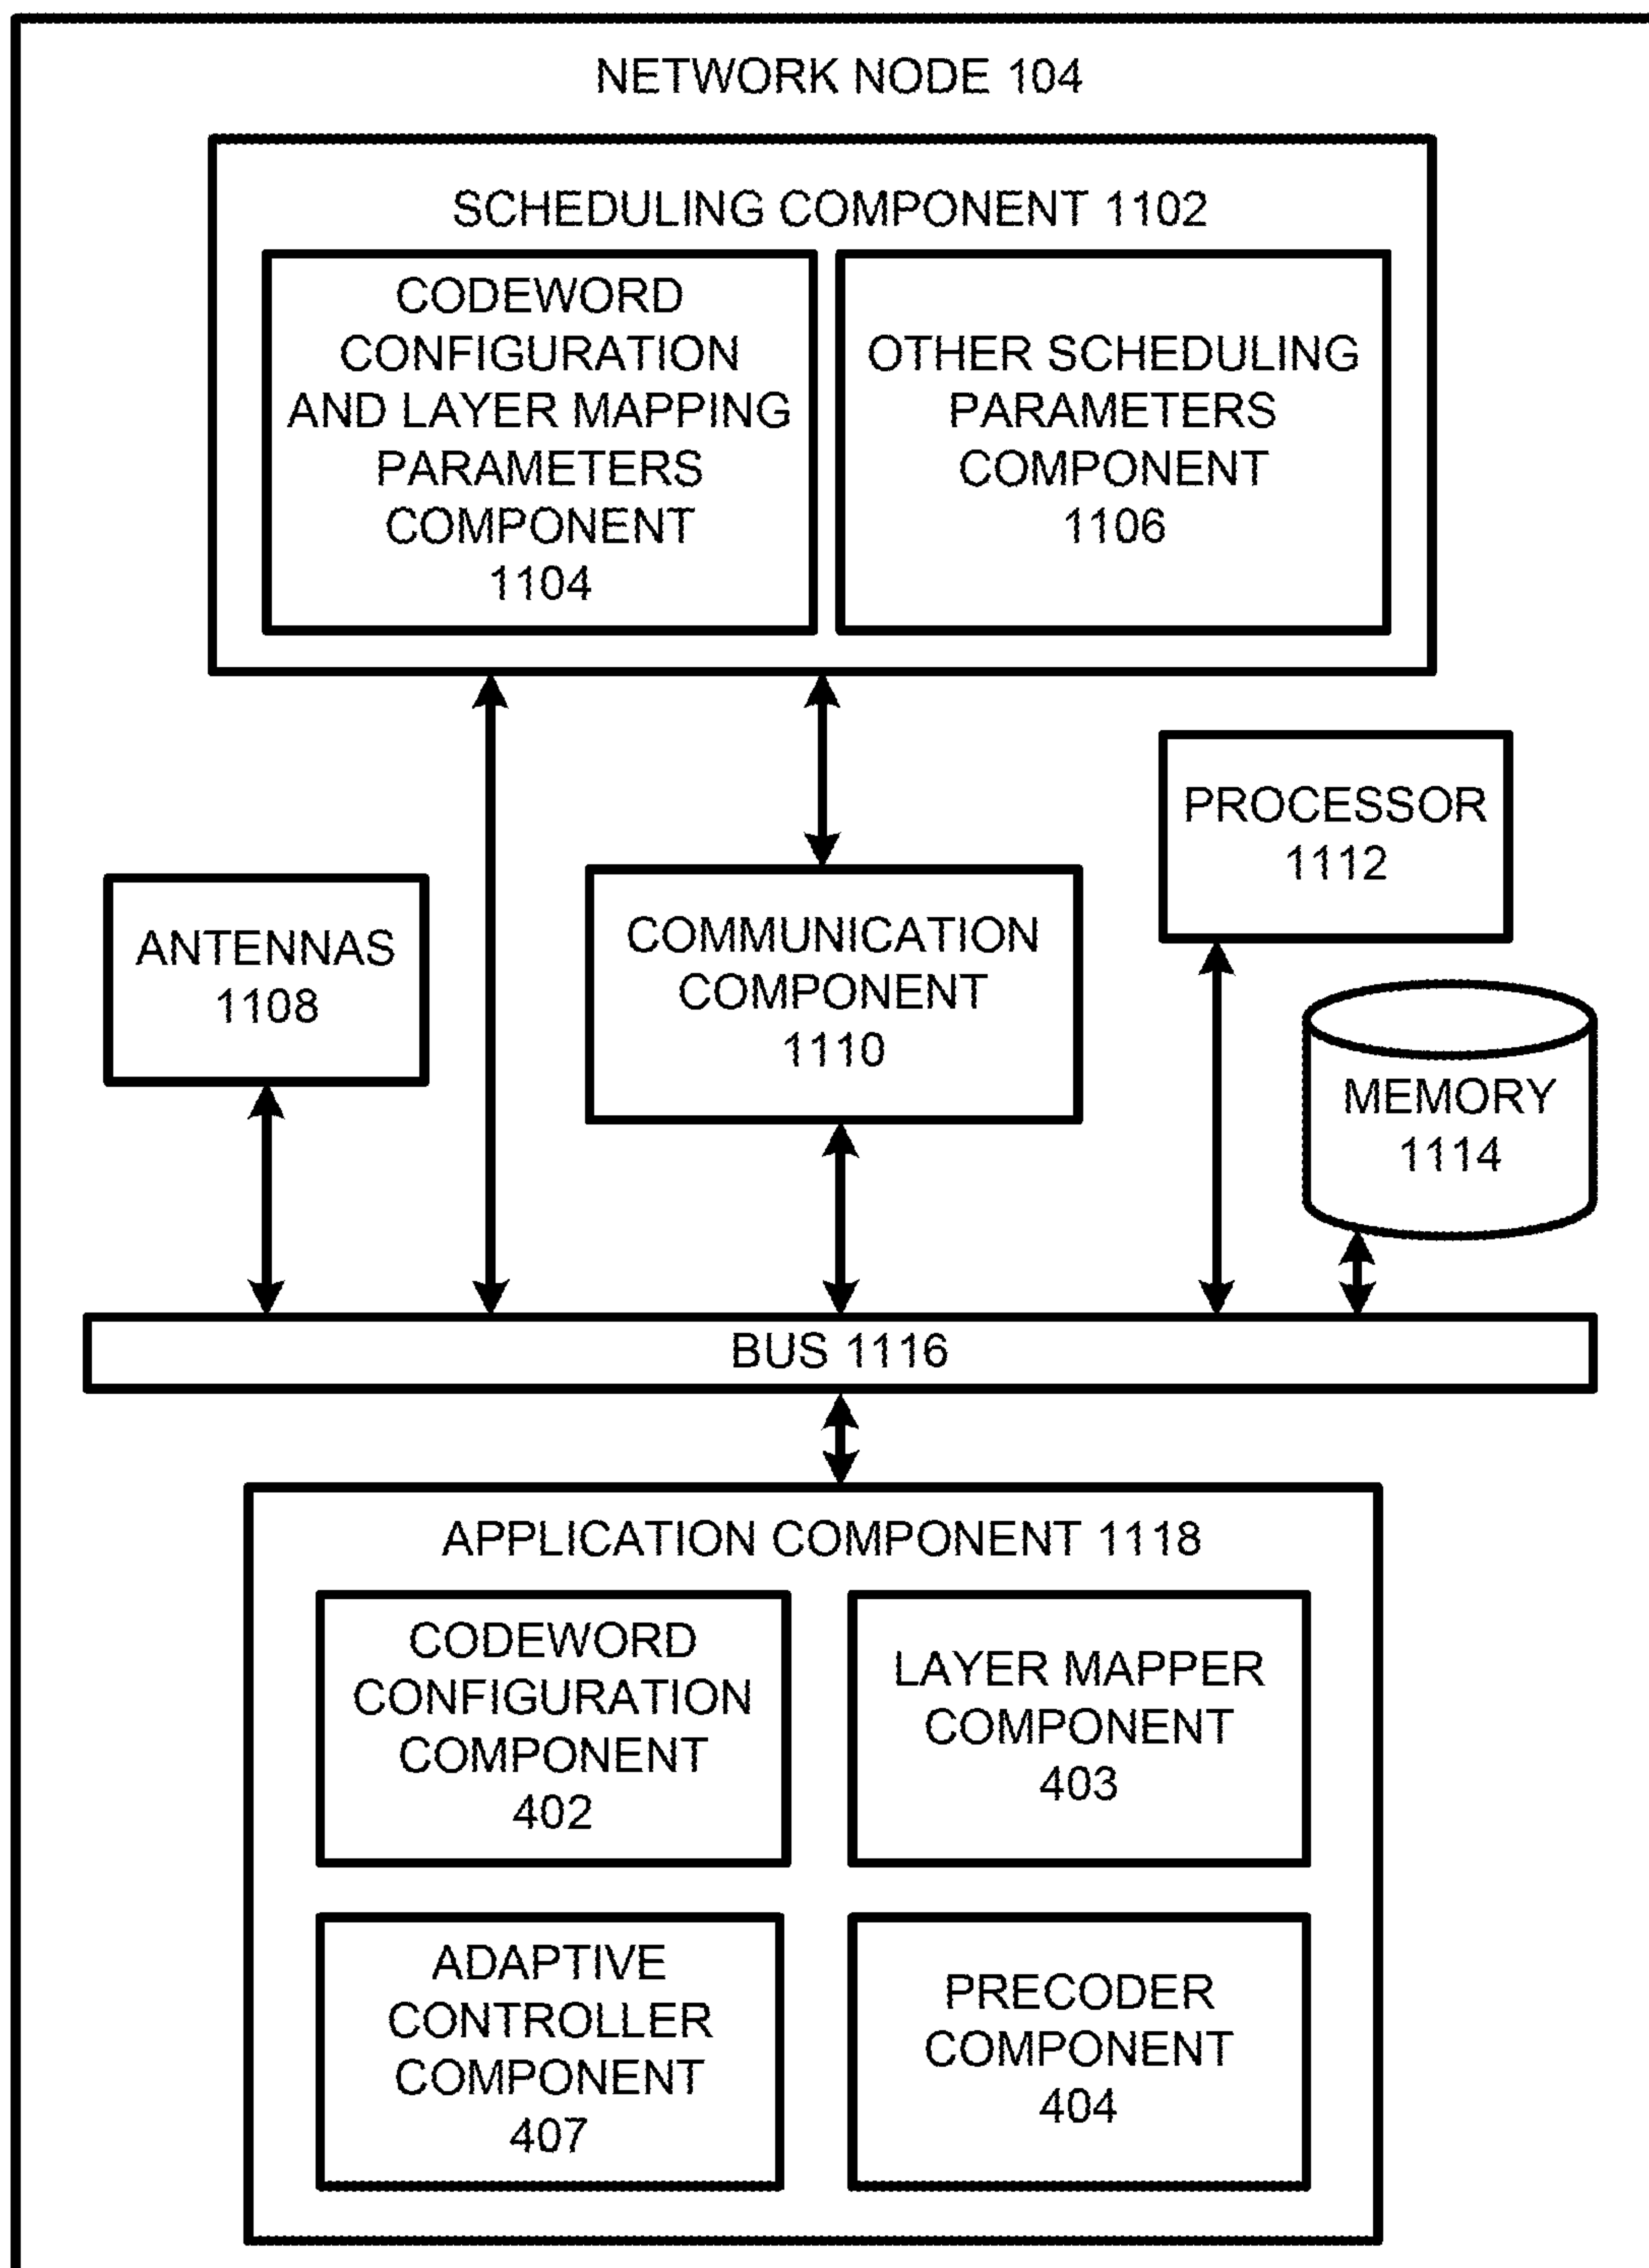 NETWORK NODE 104
SCHEDULING COMPONENT 1102
CODEWORD
CONFIGURATION
AND LAYER MAPPING
PARAMETERS
COMPONENT
1104
OTHER SCHEDULING
PARAMETERS
COMPONENT
1106
PROCESSOR
1112
ANTENNAS
1108
COMMUNICATION
COMPONENT
1110
MEMORY
1114
BUS 1116
APPLICATION COMPONENT 1118
CODEWORD
CONFIGURATION
COMPONENT
402
LAYER MAPPER
COMPONENT
403
ADAPTIVE
CONTROLLER
COMPONENT
407
PRECODER
COMPONENT
404